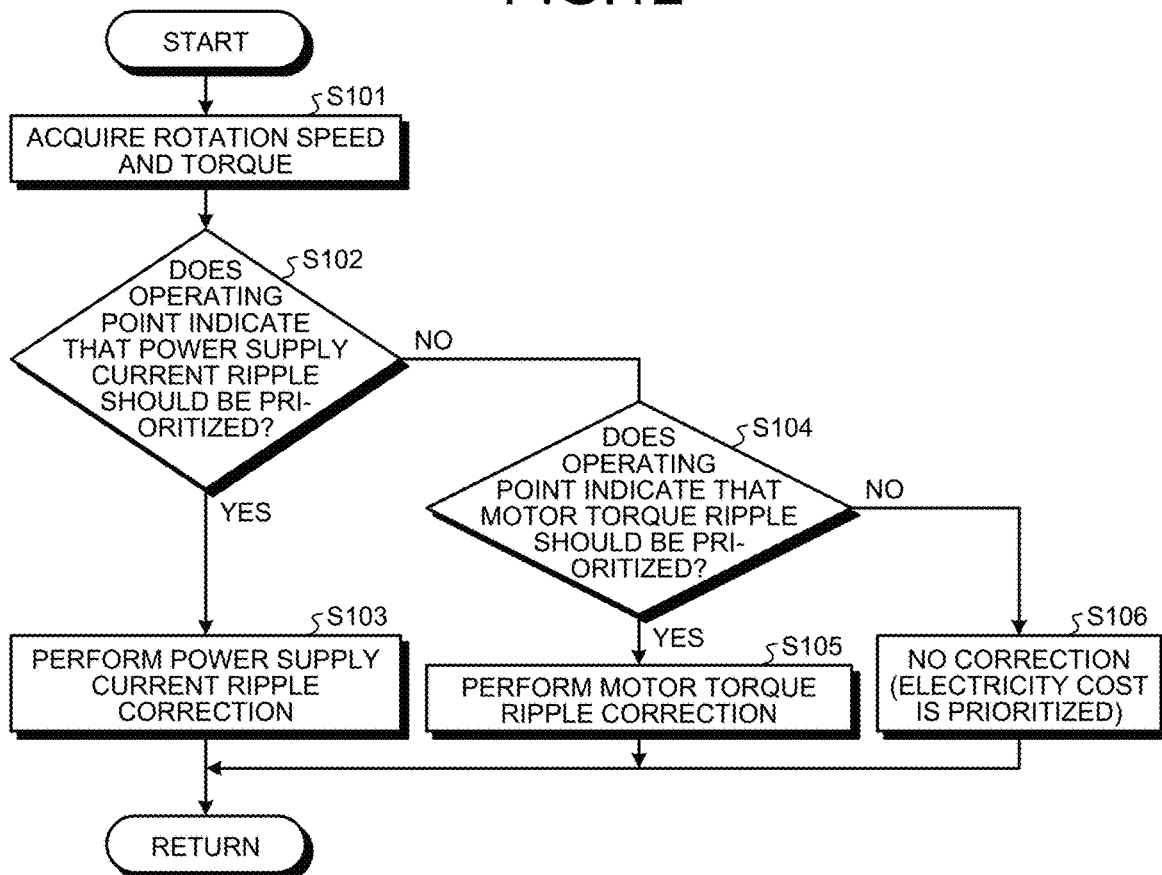 START
S101
ACQUIRE ROTATION SPEED
AND TORQUE
S102
DOES
OPERATING
POINT INDICATE
THAT POWER SUPPLY
CURRENT RIPPLE
SHOULD BE PRI-
ORITIZED?
NO
YES
S104
DOES
OPERATING
POINT INDICATE THAT
MOTOR TORQUE RIPPLE
SHOULD BE PRI-
ORITIZED?
NO
YES
S103
PERFORM POWER SUPPLY
CURRENT RIPPLE
CORRECTION
S105
PERFORM MOTOR TORQUE
RIPPLE CORRECTION
S106
NO CORRECTION
(ELECTRICITY COST
IS PRIORITIZED)
RETURN